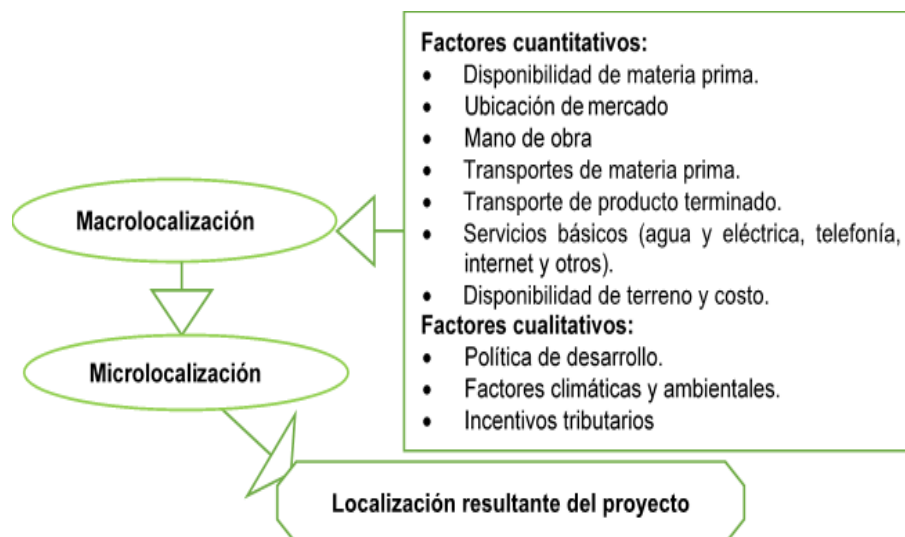 Factores cuantitativos:
• Disponibilidad de materia prima.
• Ubicación de mercado
• Mano de obra
• Transportes de materia prima.
• Transporte de producto terminado.
• Servicios básicos (agua y eléctrica, telefonía,
internet y otros).
• Disponibilidad de terreno y costo.
Factores cualitativos:
• Política de desarrollo.
• Factores climáticas y ambientales.
• Incentivos tributarios
Macrolocalización
Microlocalización
Localización resultante del proyecto